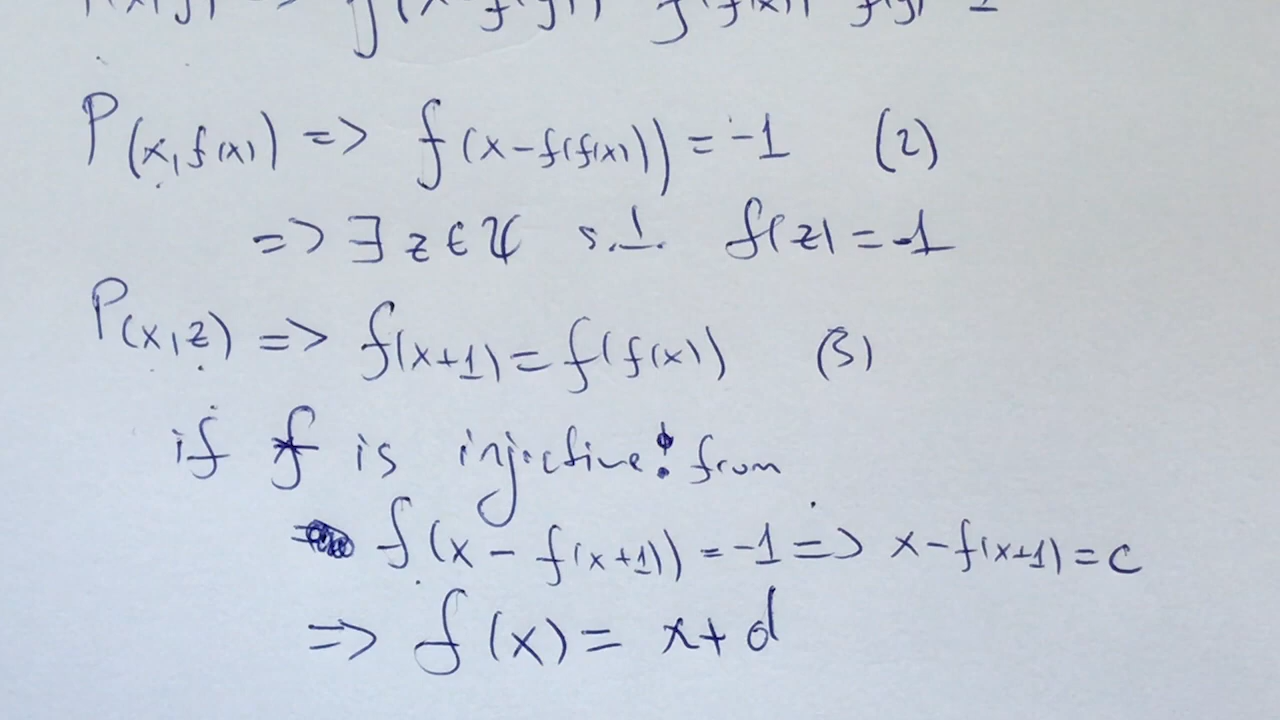 P(x,f(x)) => f(x-f(f(x))) = -1 (2)
=> ∃ z ∈ ℤ s.t. f(z) = -1
P(x,z) => f(x+1) = f(f(x)) (3)
if f is injective: from
f(x - f(x+1)) = -1 => x - f(x+1) = c
=> f(x) = x + d